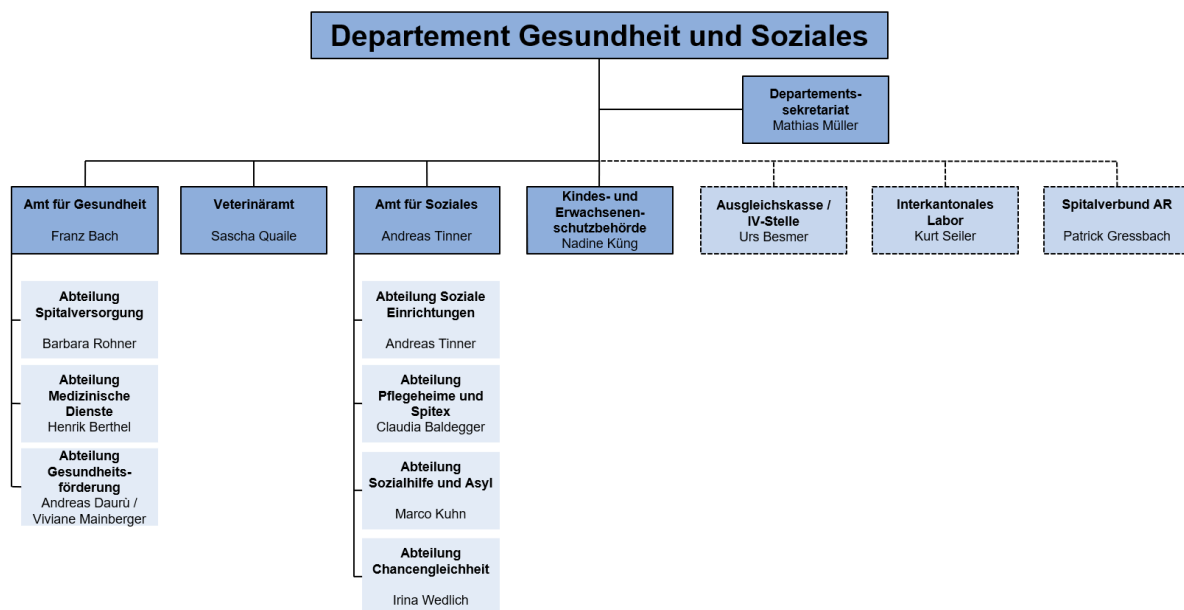 Departement Gesundheit und Soziales
Departements-
sekretariat
Mathias Müller
Amt für Gesundheit
Franz Bach
Veterinäramt
Sascha Quaile
Amt für Soziales
Andreas Tinner
Kindes- und
Erwachsenen-
schutzbehörde
Nadine Küng
Ausgleichskasse /
IV-Stelle
Urs Besmer
Interkantonales
Labor
Kurt Seiler
Spitalverbund AR
Patrick Gressbach
Abteilung
Spitalversorgung
Barbara Rohner
Abteilung
Medizinische
Dienste
Henrik Berthel
Abteilung
Gesundheits-
förderung
Andreas Daurù /
Viviane Mainberger
Abteilung Soziale
Einrichtungen
Andreas Tinner
Abteilung
Pflegeheime und
Spitex
Claudia Baldegger
Abteilung
Sozialhilfe und Asyl
Marco Kuhn
Abteilung
Chancengleichheit
Irina Wedlich